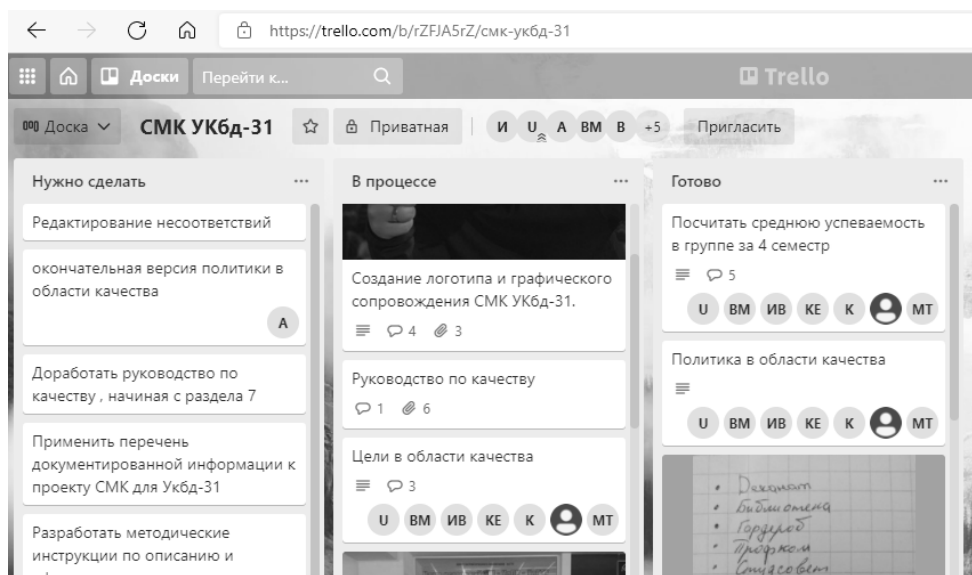 https://trello.com/b/rZFJA5rZ/смк-укбд-31
Доски
Перейти к...
Trello
Доска
СМК УКбд-31
Приватная
И U А ВМ В +5
Пригласить
Нужно сделать
Редактирование несоответствий
окончательная версия политики в
области качества
А
Доработать руководство по
качеству , начиная с раздела 7
Применить перечень
документированной информации к
проекту СМК для Укбд-31
Разработать методические
инструкции по описанию и
В процессе
Создание логотипа и графического
сопровождения СМК УКбд-31.
4 3
Руководство по качеству
1 6
Цели в области качества
3
U ВМ ИВ КЕ К МТ
Готово
Посчитать среднюю успеваемость
в группе за 4 семестр
5
U ВМ ИВ КЕ К МТ
Политика в области качества
U ВМ ИВ КЕ К МТ
• Деканат
• Библиотека
• Гардероб
• Профком
• Студсовет